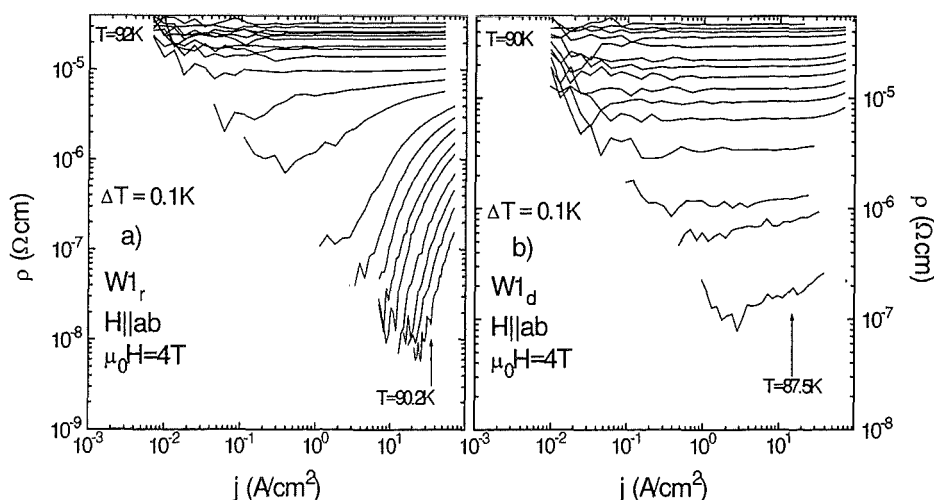 T=92K
10⁻⁵
10⁻⁶
10⁻⁷
10⁻⁸
10⁻⁹
ρ (Ωcm)
ΔT = 0.1K
a)
W1ᵣ
H||ab
μ₀H=4T
T=90.2K
10⁻³ 10⁻² 10⁻¹ 10⁰ 10¹ 10²
j (A/cm²)
T=90K
10⁻⁵
10⁻⁶
10⁻⁷
10⁻⁸
ρ (Ωcm)
ΔT = 0.1K
b)
W1d
H||ab
μ₀H=4T
T=87.5K
10⁻³ 10⁻² 10⁻¹ 10⁰ 10¹ 10²
j (A/cm²)